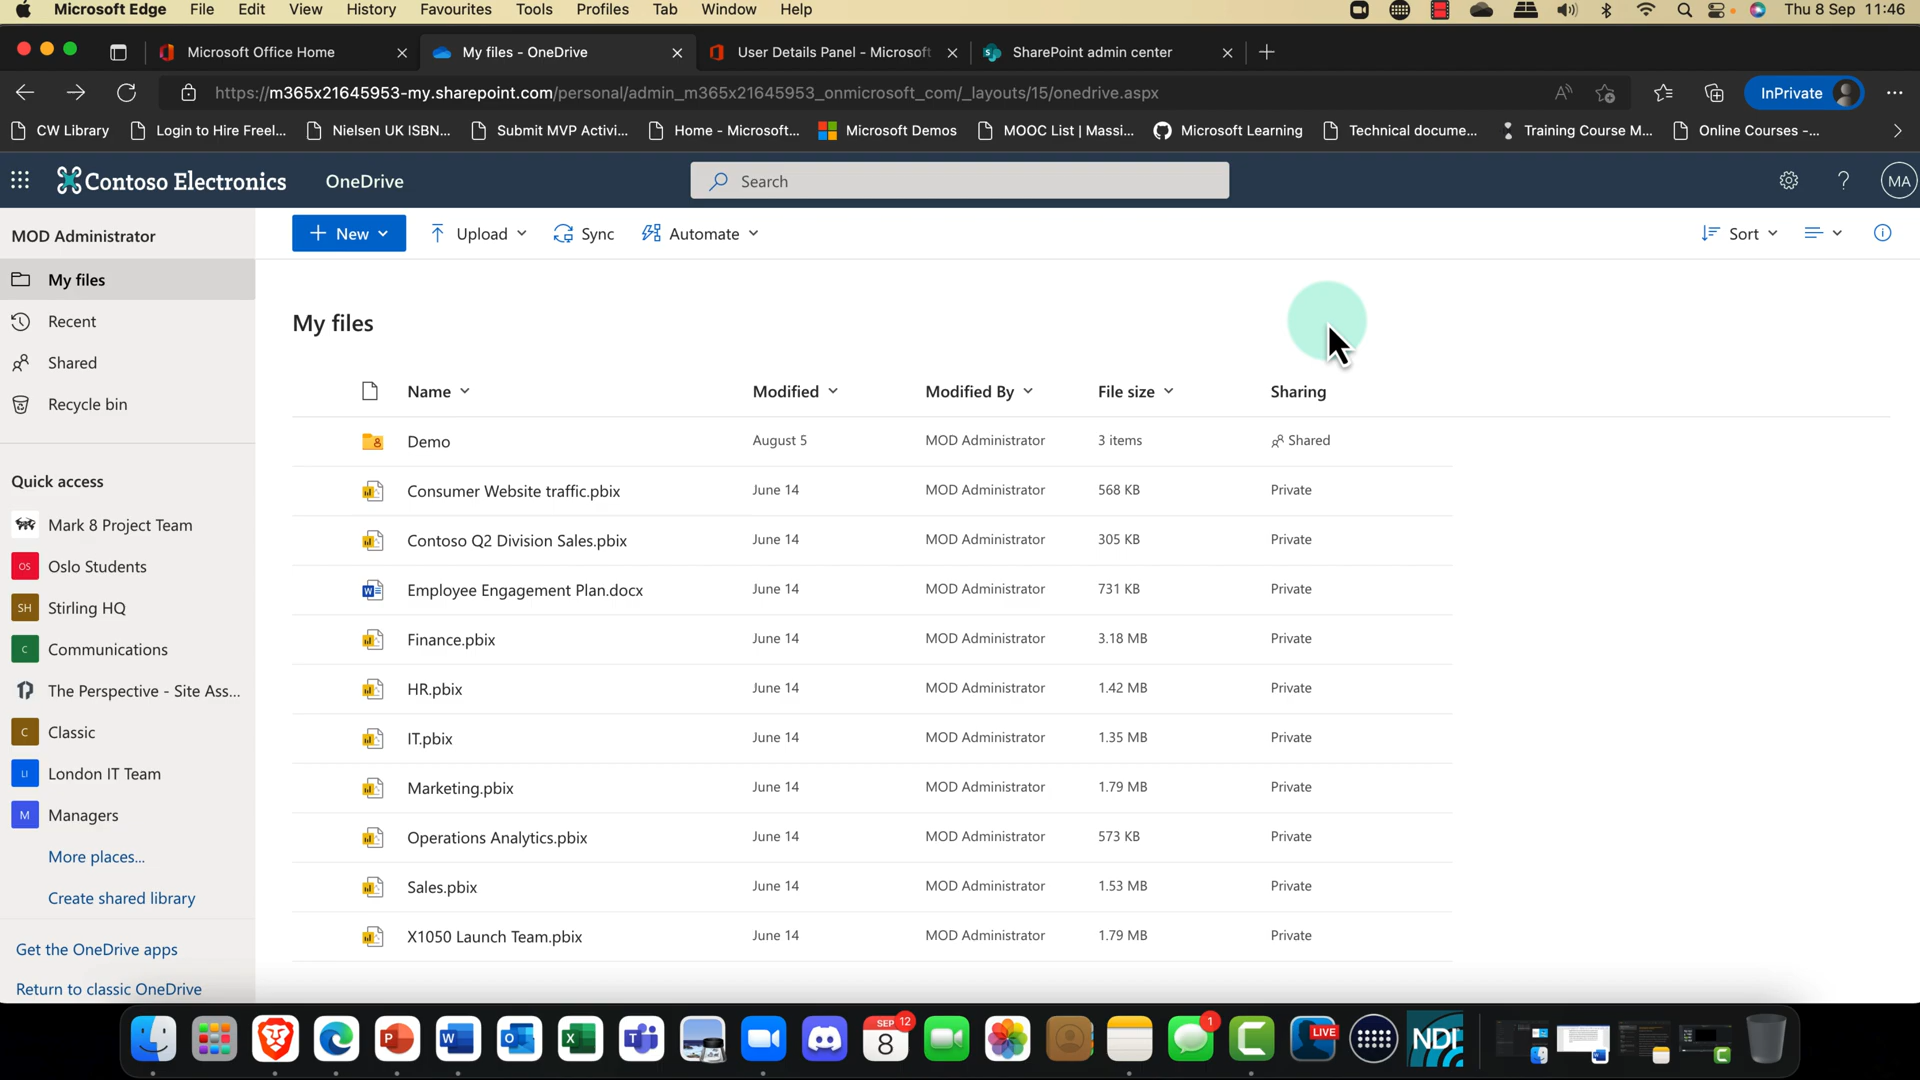 Microsoft Edge File Edit View History Favourites Tools Profiles Tab Window Help Thu 8 Sep 11:46
Microsoft Office Home My files - OneDrive User Details Panel - Microsoft SharePoint admin center
https://m365x21645953-my.sharepoint.com/personal/admin_m365x21645953_onmicrosoft_com/_layouts/15/onedrive.aspx InPrivate
CW Library Login to Hire Freel... Nielsen UK ISBN... Submit MVP Activi... Home - Microsoft... Microsoft Demos MOOC List | Massi... Microsoft Learning Technical docume... Training Course M... Online Courses -...
Contoso Electronics OneDrive Search ? MA
MOD Administrator
My files
Recent
Shared
Recycle bin
Quick access
Mark 8 Project Team
OS Oslo Students
SH Stirling HQ
C Communications
The Perspective - Site Ass...
C Classic
LI London IT Team
M Managers
More places...
Create shared library
Get the OneDrive apps
Return to classic OneDrive
New Upload Sync Automate Sort
My files
Name Modified Modified By File size Sharing
Demo August 5 MOD Administrator 3 items Shared
Consumer Website traffic.pbix June 14 MOD Administrator 568 KB Private
Contoso Q2 Division Sales.pbix June 14 MOD Administrator 305 KB Private
Employee Engagement Plan.docx June 14 MOD Administrator 731 KB Private
Finance.pbix June 14 MOD Administrator 3.18 MB Private
HR.pbix June 14 MOD Administrator 1.42 MB Private
IT.pbix June 14 MOD Administrator 1.35 MB Private
Marketing.pbix June 14 MOD Administrator 1.79 MB Private
Operations Analytics.pbix June 14 MOD Administrator 573 KB Private
Sales.pbix June 14 MOD Administrator 1.53 MB Private
X1050 Launch Team.pbix June 14 MOD Administrator 1.79 MB Private
SEP 8 12 1 LIVE NDI